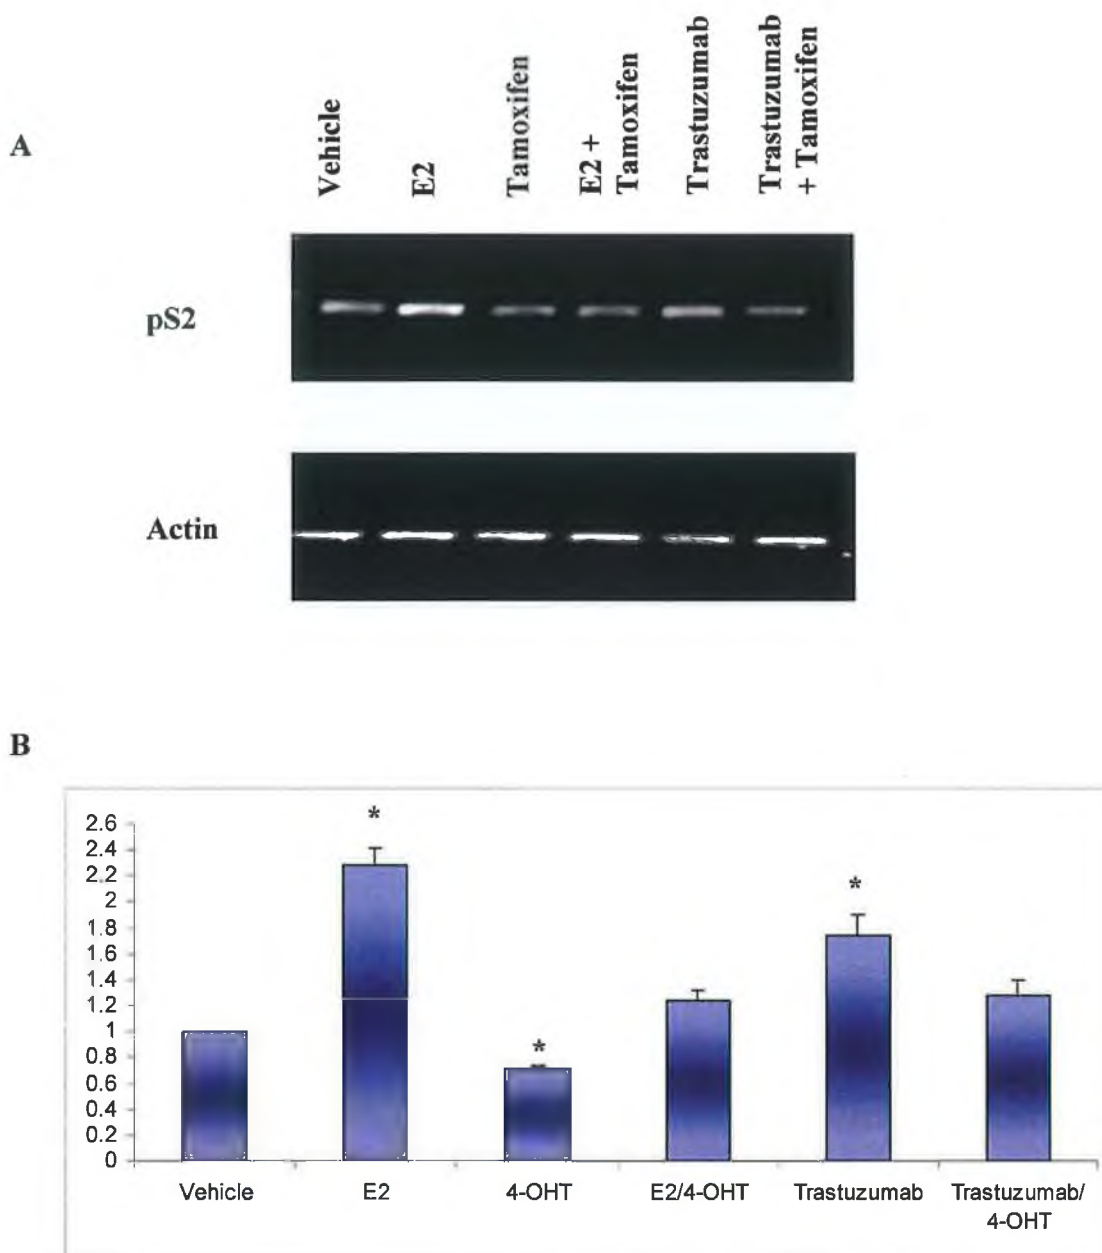 A
Vehicle
E2
Tamoxifen
E2 +
Tamoxifen
Trastuzumab
Trastuzumab
+ Tamoxifen
pS2
Actin
B
2.6
2.4
2.2
2
1.8
1.6
1.4
1.2
1
0.8
0.6
0.4
0.2
0
*
*
*
Vehicle
E2
4-OHT
E2/4-OHT
Trastuzumab
Trastuzumab/
4-OHT